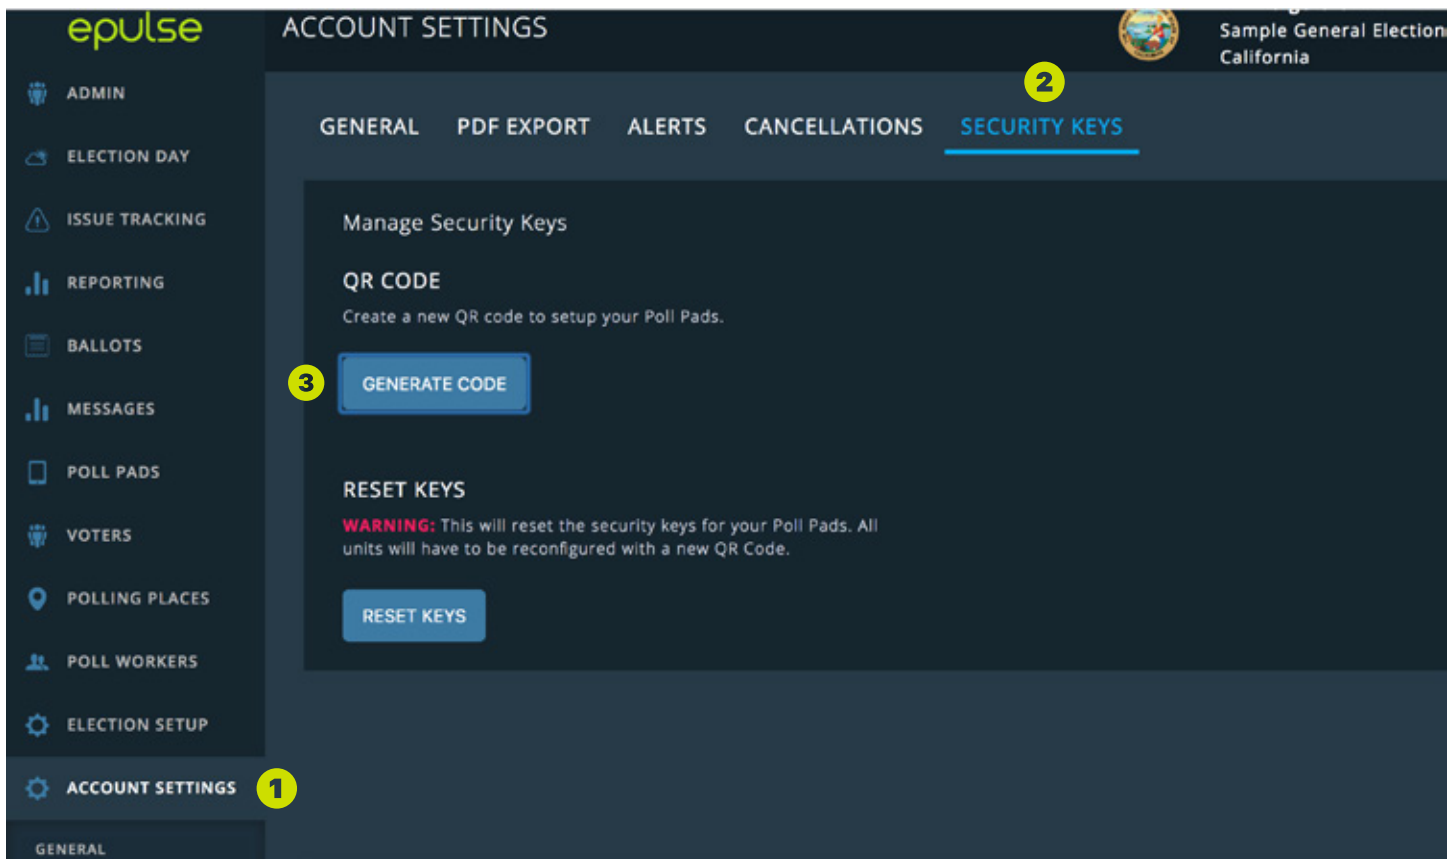 epulse
ACCOUNT SETTINGS
Sample General Election
California
ADMIN
ELECTION DAY
ISSUE TRACKING
REPORTING
BALLOTS
MESSAGES
POLL PADS
VOTERS
POLLING PLACES
POLL WORKERS
ELECTION SETUP
ACCOUNT SETTINGS
1
GENERAL
2
GENERAL PDF EXPORT ALERTS CANCELLATIONS SECURITY KEYS
Manage Security Keys
QR CODE
Create a new QR code to setup your Poll Pads.
3
GENERATE CODE
RESET KEYS
WARNING: This will reset the security keys for your Poll Pads. All
units will have to be reconfigured with a new QR Code.
RESET KEYS